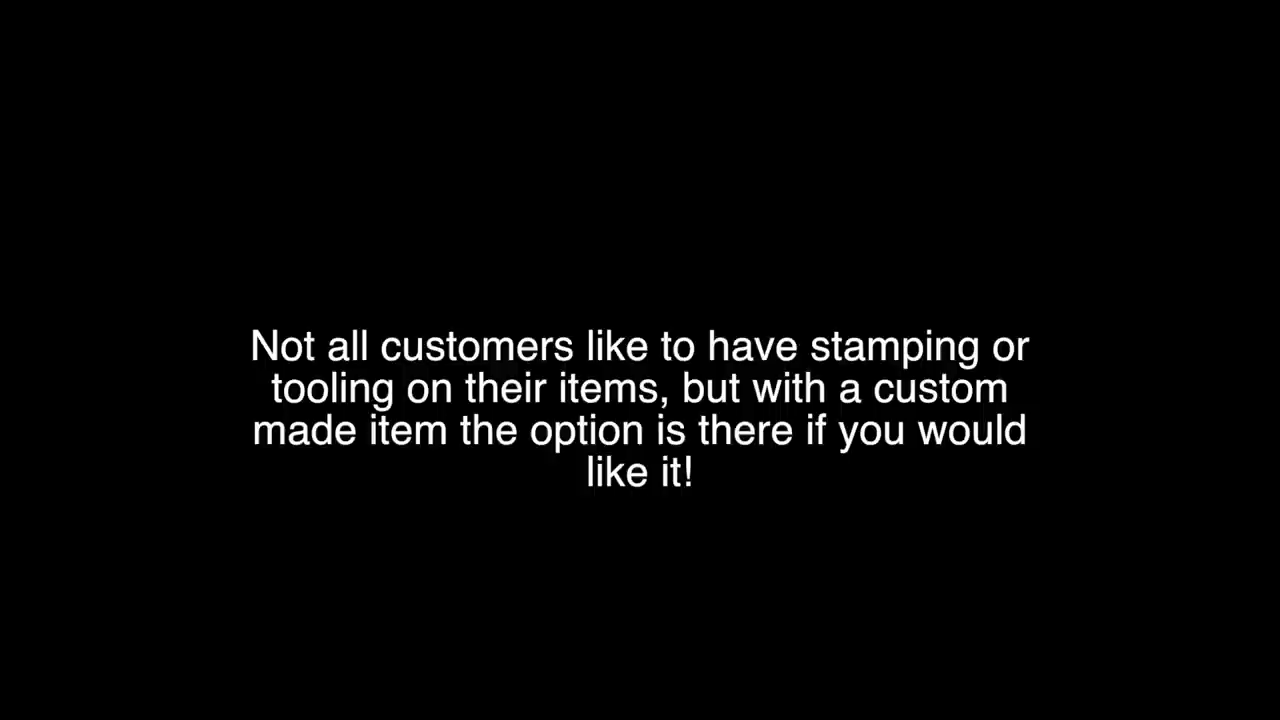 Not all customers like to have stamping or
tooling on their items, but with a custom
made item the option is there if you would
like it!